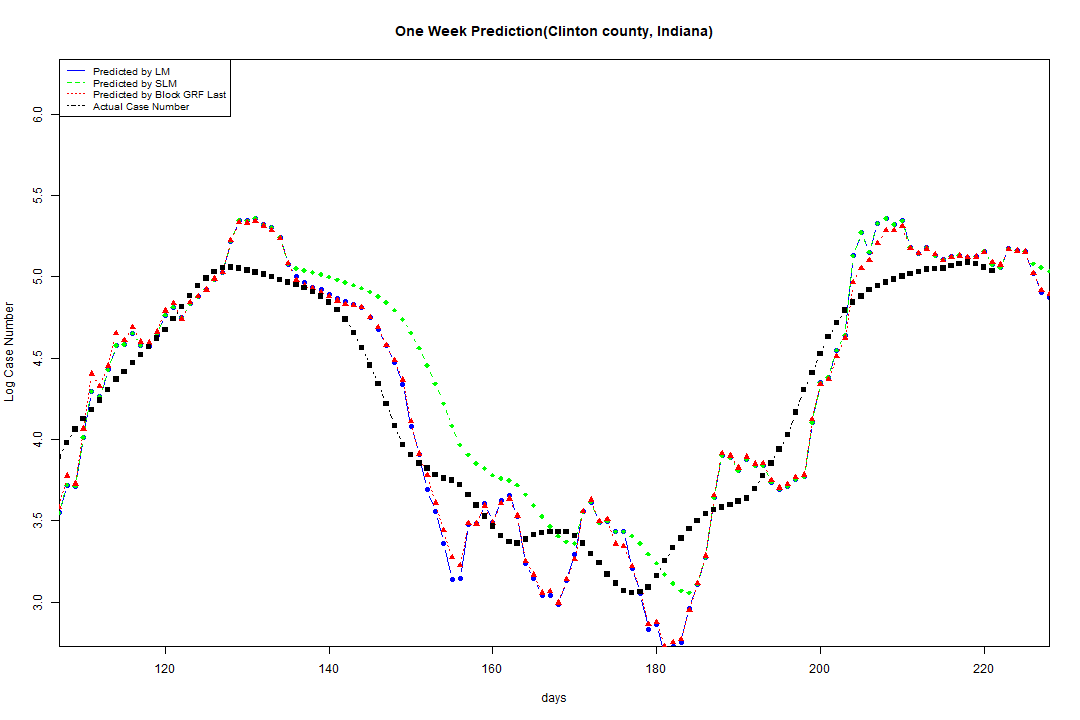 One Week Prediction(Clinton county, Indiana)
Predicted by LM
Predicted by SLM
Predicted by Block GRF Last
Actual Case Number
6.0
5.5
5.0
4.5
4.0
3.5
3.0
Log Case Number
120 140 160 180 200 220
days